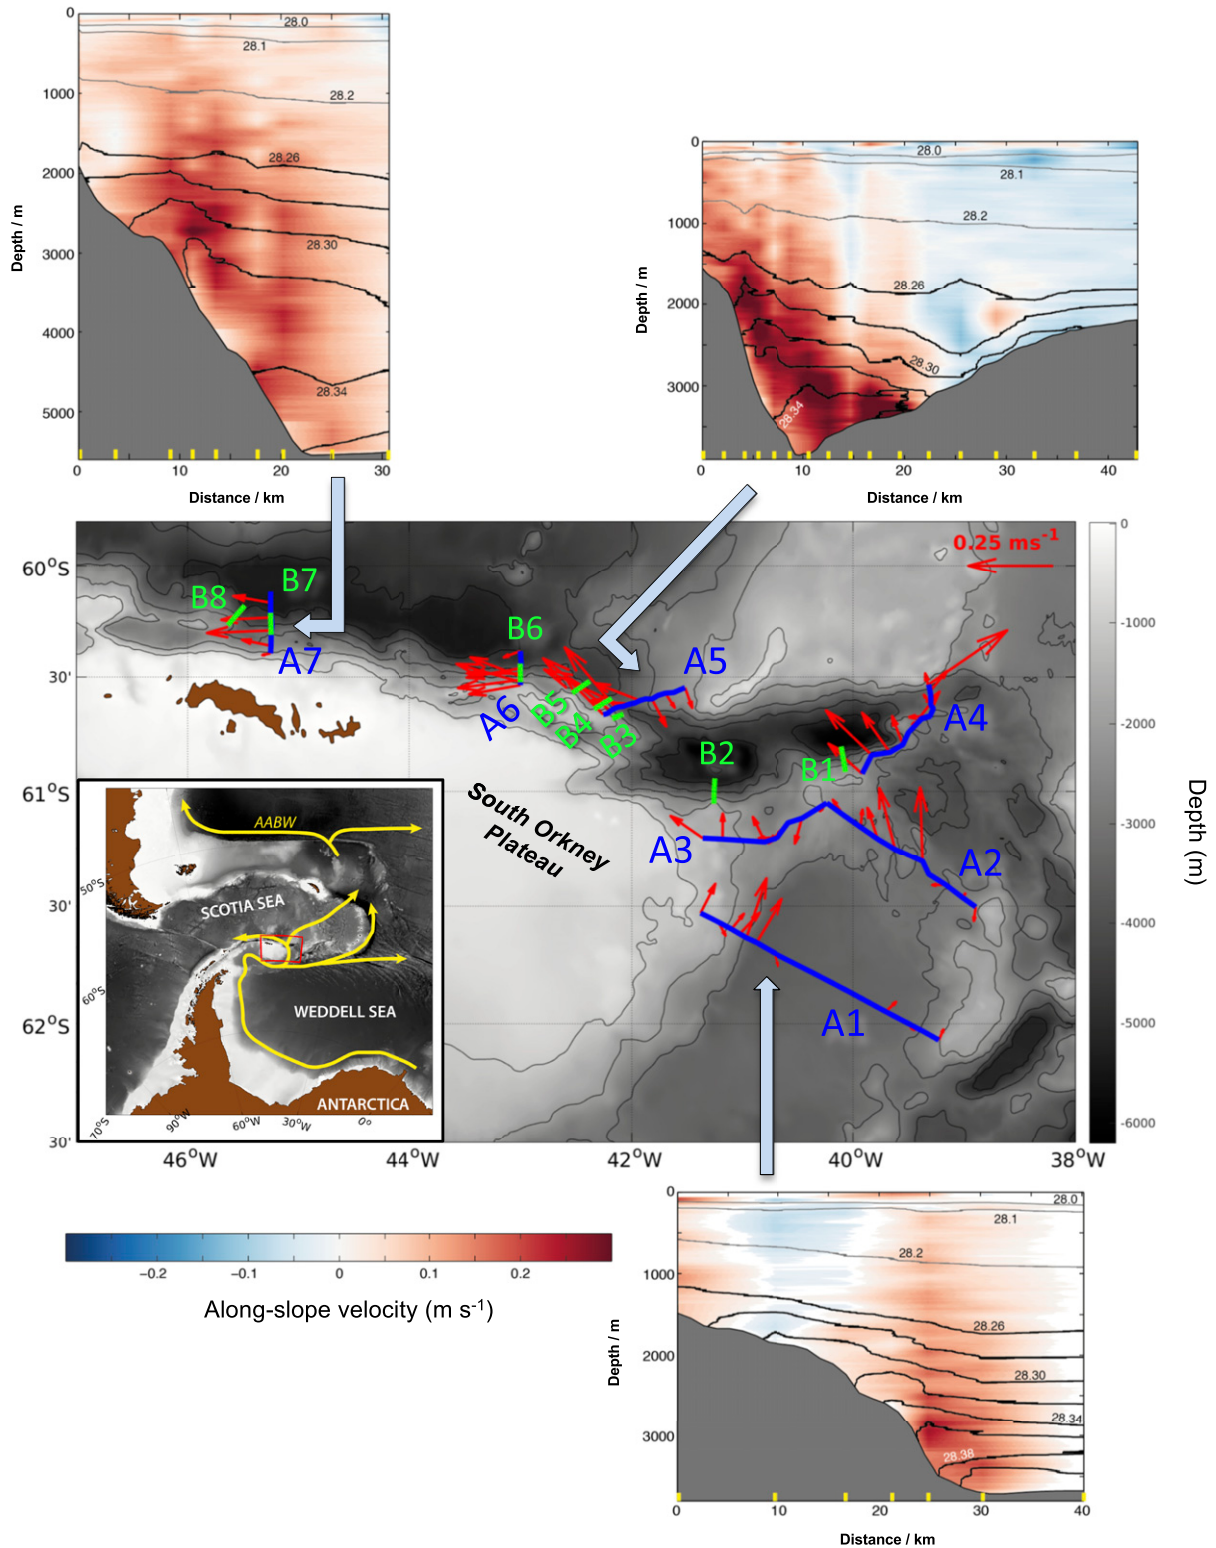 0
1000
2000
3000
4000
5000
Depth / m
28.0
28.1
28.2
28.26
28.30
28.34
0
10
20
30
Distance / km
0
1000
2000
3000
Depth / m
28.0
28.1
28.2
28.26
28.30
28.34
0
10
20
30
40
Distance / km
60°S
30'
61°S
30'
62°S
30'
46°W
44°W
42°W
40°W
38°W
0.25 ms-1
B8
B7
A7
B6
A6
B5
B4
B3
A5
B2
B1
A4
A3
A2
A1
South Orkney
Plateau
AABW
SCOTIA SEA
WEDDELL SEA
ANTARCTICA
50°S
60°S
70°S
90°W
60°W
30°W
0°
0
-1000
-2000
-3000
-4000
-5000
-6000
Depth (m)
−0.2
−0.1
0
0.1
0.2
Along-slope velocity (m s-1)
0
1000
2000
3000
Depth / m
28.0
28.1
28.2
28.26
28.30
28.34
28.38
0
10
20
30
40
Distance / km